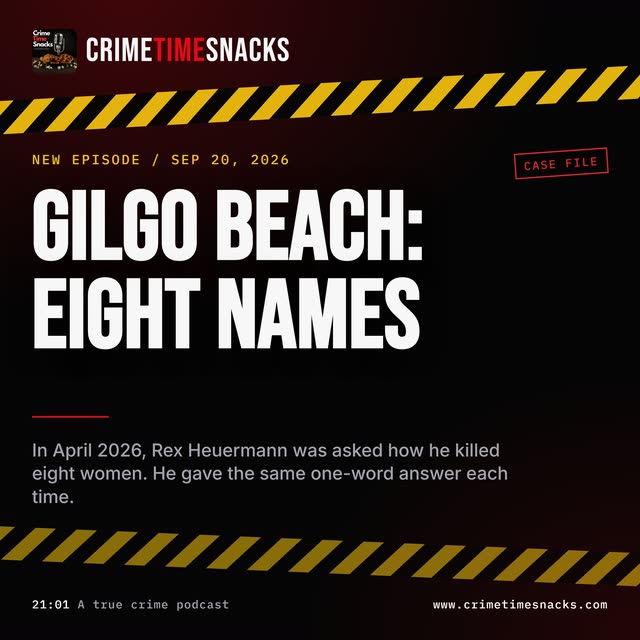 Crime
Time
Snacks
CRIMETIMESNACKS
NEW EPISODE / SEP 20, 2026
CASE FILE
GILGO BEACH:
EIGHT NAMES
In April 2026, Rex Heuermann was asked how he killed
eight women. He gave the same one-word answer each
time.
21:01 A true crime podcast
www.crimetimesnacks.com